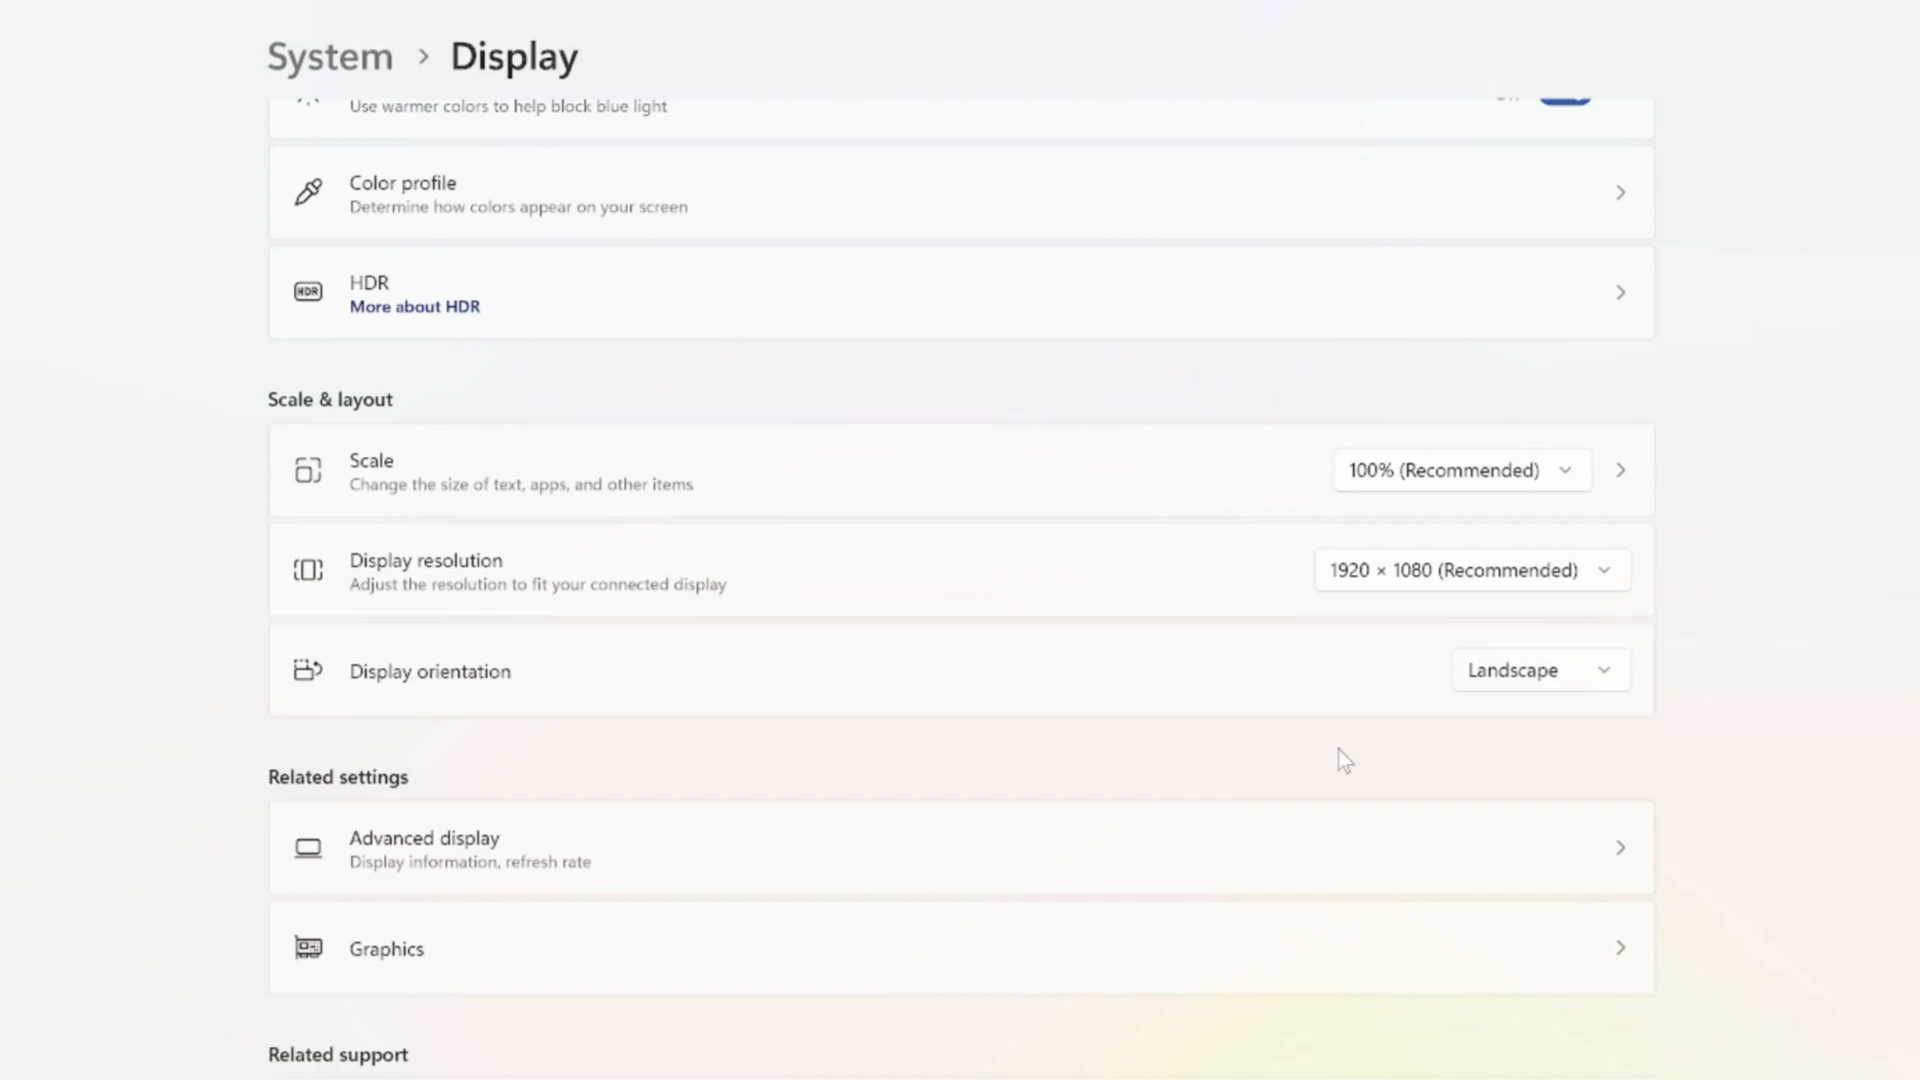 System > Display
Use warmer colors to help block blue light
Color profile
Determine how colors appear on your screen
HDR
HDR
More about HDR
Scale & layout
Scale
Change the size of text, apps, and other items
100% (Recommended)
Display resolution
Adjust the resolution to fit your connected display
1920 × 1080 (Recommended)
Display orientation
Landscape
Related settings
Advanced display
Display information, refresh rate
Graphics
Related support